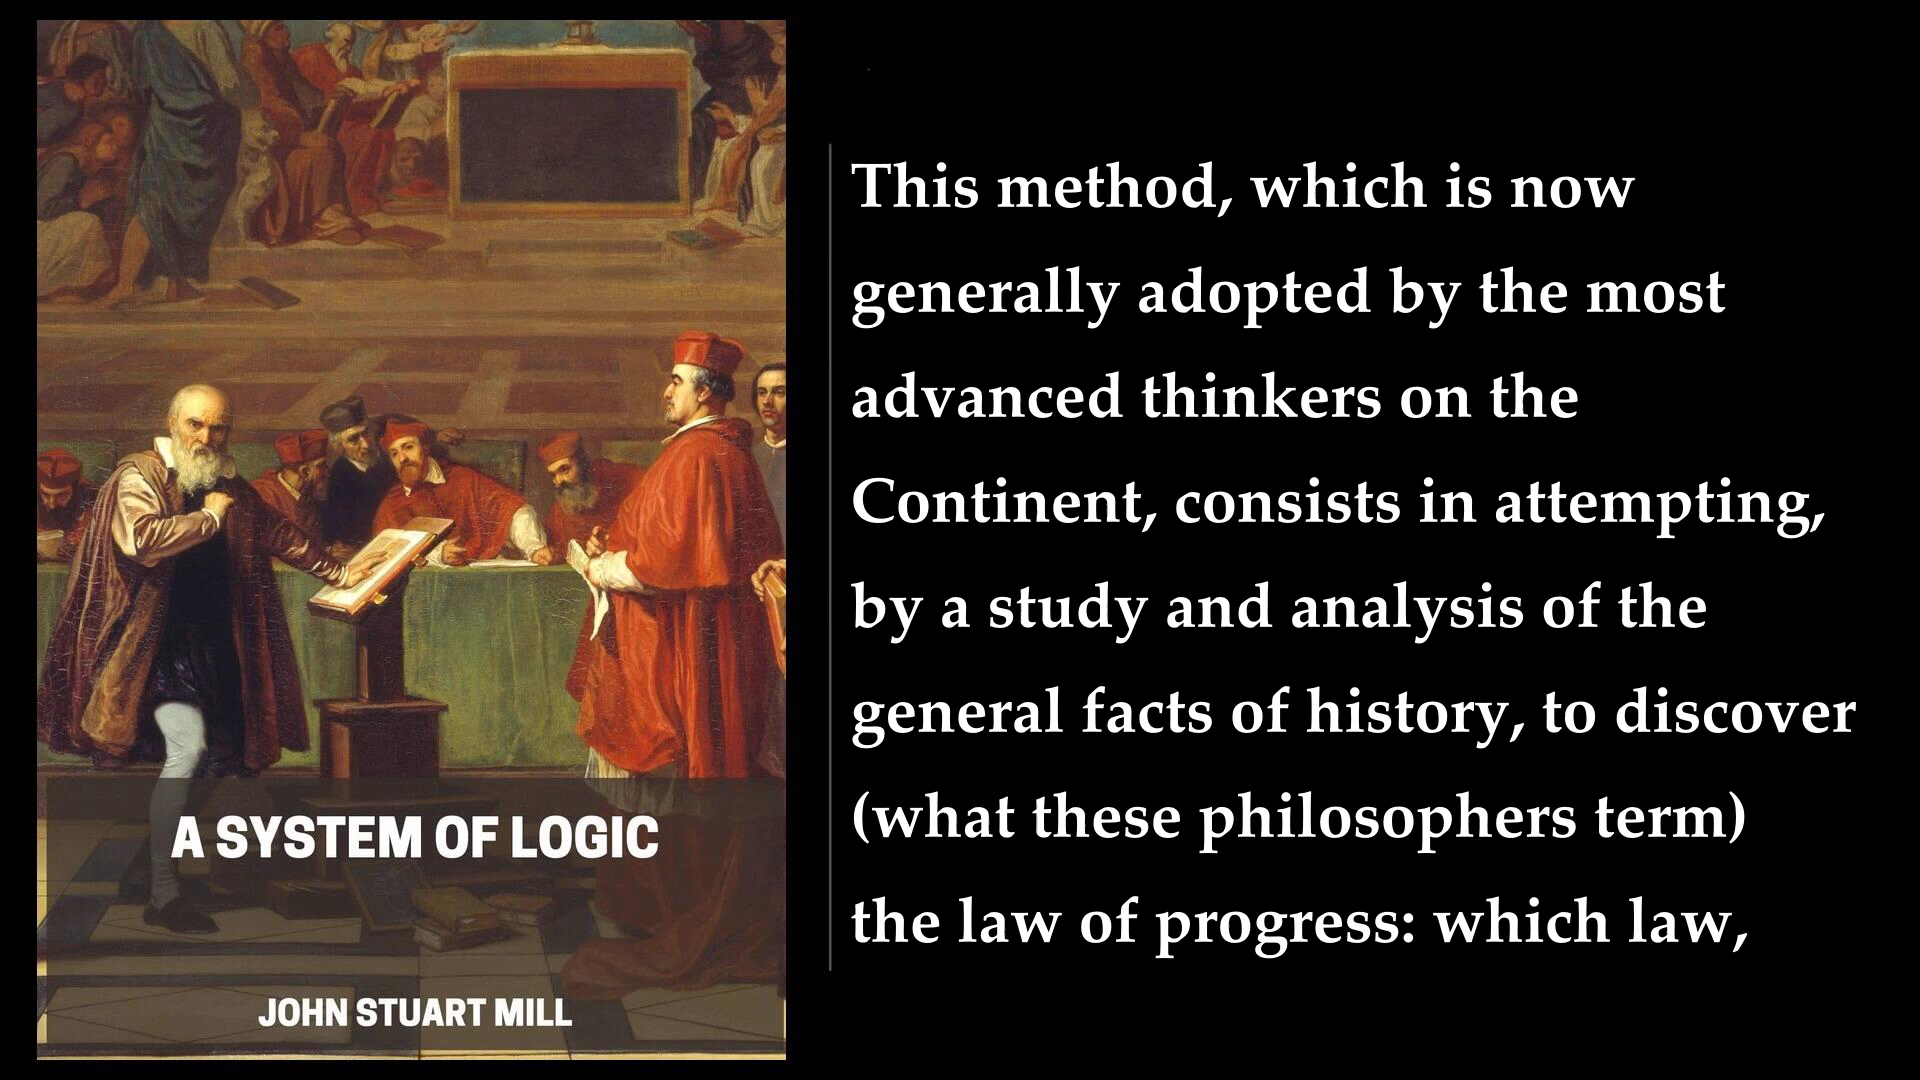 A SYSTEM OF LOGIC
JOHN STUART MILL
This method, which is now
generally adopted by the most
advanced thinkers on the
Continent, consists in attempting,
by a study and analysis of the
general facts of history, to discover
(what these philosophers term)
the law of progress: which law,